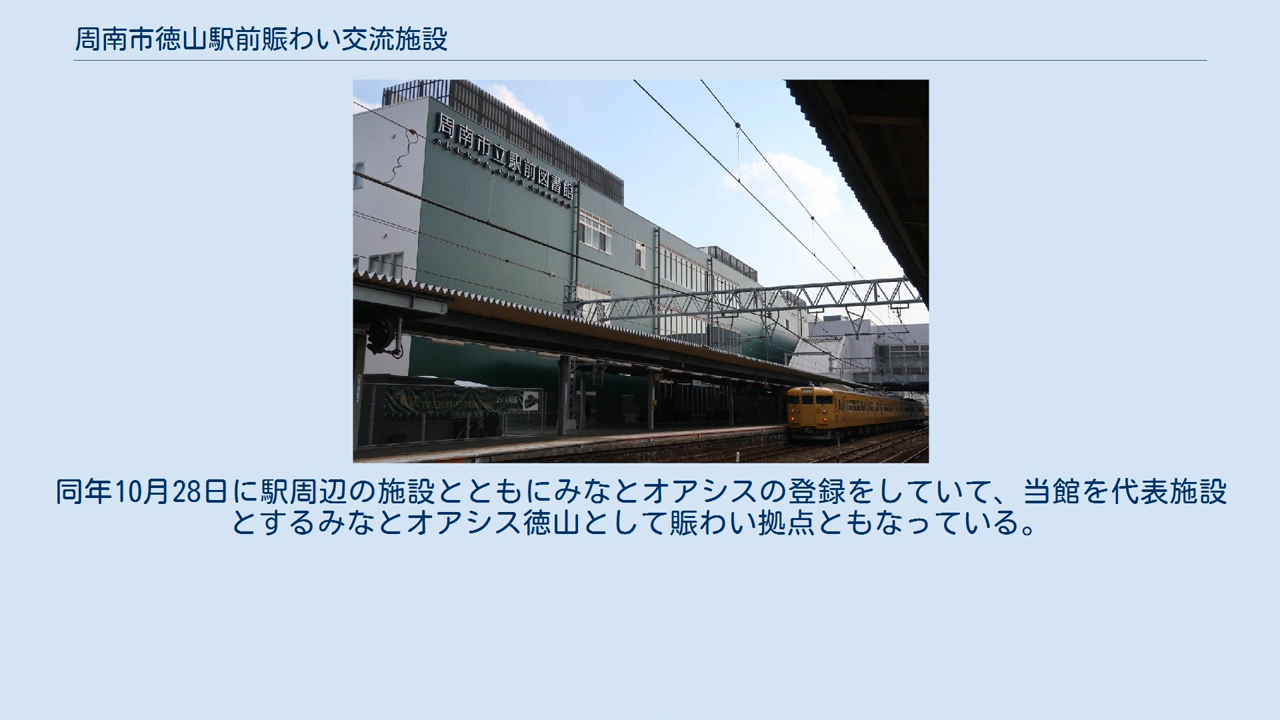 周南市徳山駅前賑わい交流施設
周南市立駅前図書館
同年10月28日に駅周辺の施設とともにみなとオアシスの登録をしていて、当館を代表施設
とするみなとオアシス徳山として賑わい拠点ともなっている。